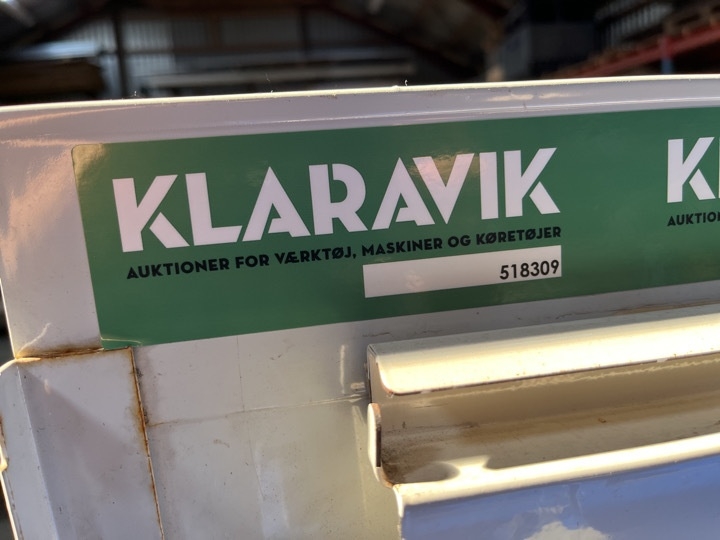 KLARAVIK
AUKTIONER FOR VÆRKTØJ, MASKINER OG KØRETØJER
518309